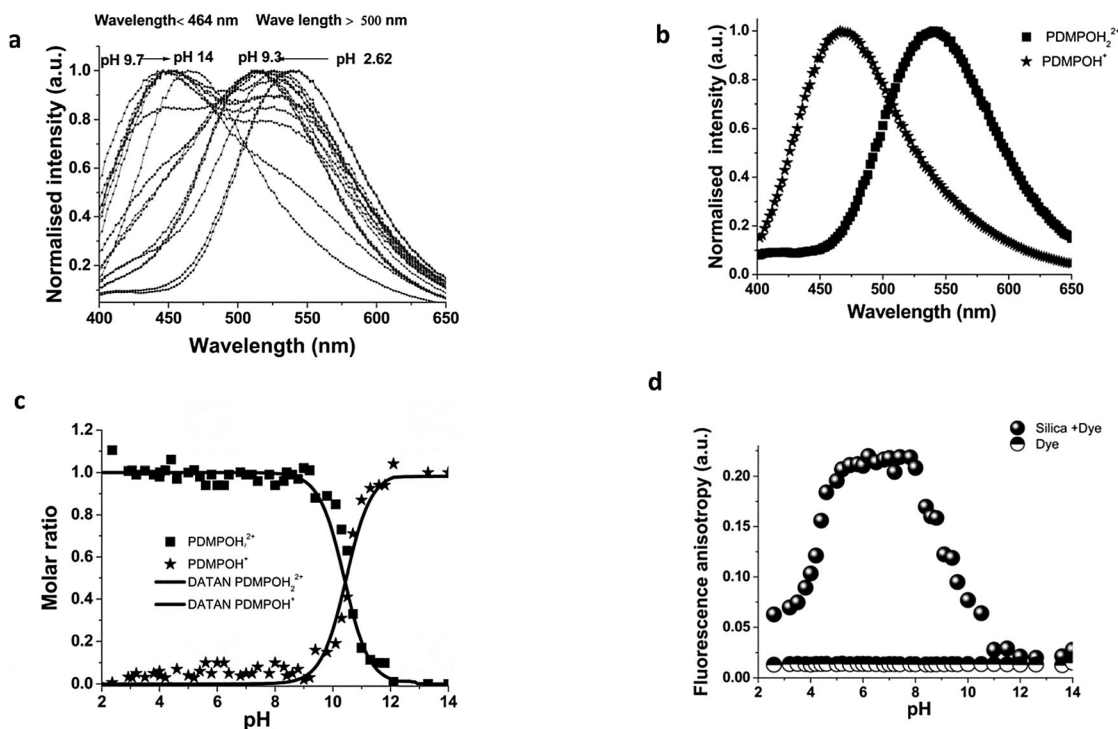 Wavelength< 464 nm Wave length > 500 nm
a
pH 9.7 pH 14 pH 9.3 pH 2.62
1.0
0.8
0.6
0.4
0.2
Normalised intensity (a.u.)
400 450 500 550 600 650
Wavelength (nm)
b
PDMPOH₂²⁺
PDMPOH⁺
1.0
0.8
0.6
0.4
0.2
0.0
Normalised intensity (a.u.)
400 450 500 550 600 650
Wavelength (nm)
c
1.2
1.0
0.8
0.6
0.4
0.2
0.0
Molar ratio
PDMPOH₂²⁺
PDMPOH⁺
DATAN PDMPOH₂²⁺
DATAN PDMPOH⁺
2 4 6 8 10 12 14
pH
d
Silica +Dye
Dye
0.20
0.15
0.10
0.05
0.00
Fluorescence anisotropy (a.u.)
2 4 6 8 10 12 14
pH